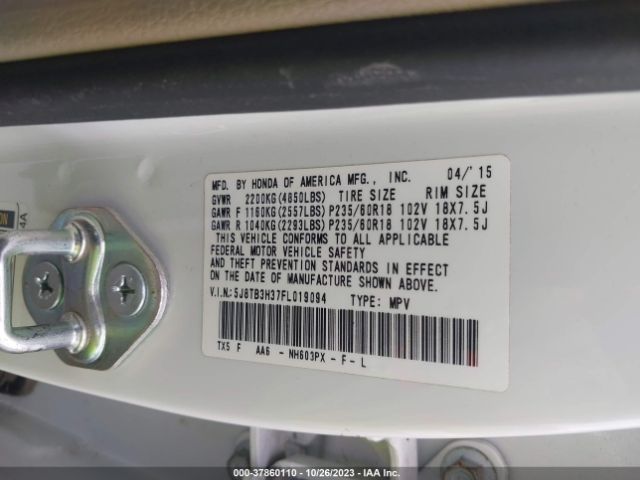 ON
4A
MFD. BY HONDA OF AMERICA MFG., INC. 04/'15
GVWR 2200KG(4850LBS) TIRE SIZE RIM SIZE
GAWR F 1160KG(2557LBS) P235/60R18 102V 18X7.5J
GAWR R 1040KG(2293LBS) P235/60R18 102V 18X7.5J
THIS VEHICLE CONFORMS TO ALL APPLICABLE
FEDERAL MOTOR VEHICLE SAFETY
AND THEFT PREVENTION STANDARDS IN EFFECT
ON THE DATE OF MANUFACTURE SHOWN ABOVE.
V.I.N.:5J8TB3H37FL019094 TYPE: MPV
TX5 F AA6 - NH603PX - F - L
000-37860110 - 10/26/2023 - IAA Inc.